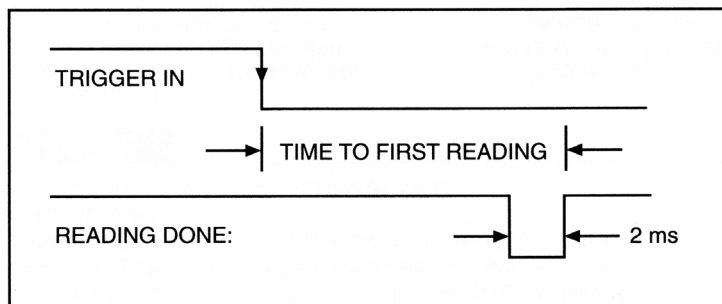 TRIGGER IN
TIME TO FIRST READING
READING DONE:
2 ms